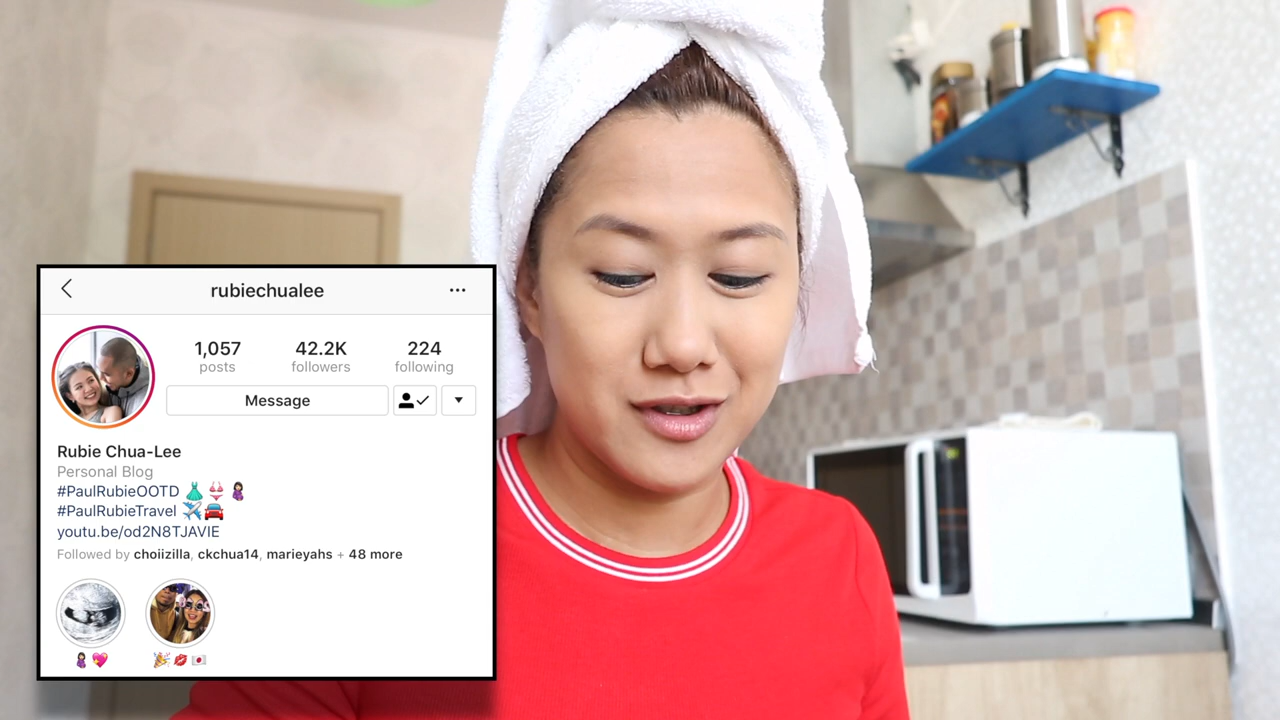 rubiechualee
1,057 42.2K 224
posts followers following
Message
Rubie Chua-Lee
Personal Blog
#PaulRubieOOTD 👗👙🤰
#PaulRubieTravel ✈️🚘
youtu.be/od2N8TJAVIE
Followed by choiizilla, ckchua14, marieyahs + 48 more
🤰💖 🎉💋🇯🇵